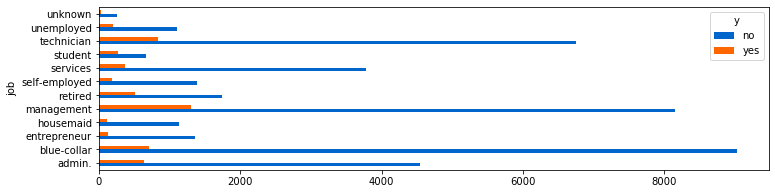 unknown
unemployed
technician
student
services
self-employed
retired
management
housemaid
entrepreneur
blue-collar
admin.
job
0
2000
4000
6000
8000
y
no
yes